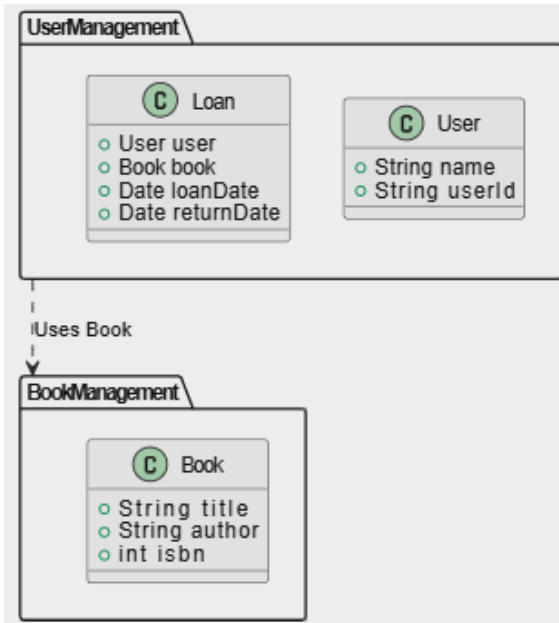 UserManagement
C Loan
User user
Book book
Date loanDate
Date returnDate
C User
String name
String userId
Uses Book
BookManagement
C Book
String title
String author
int isbn